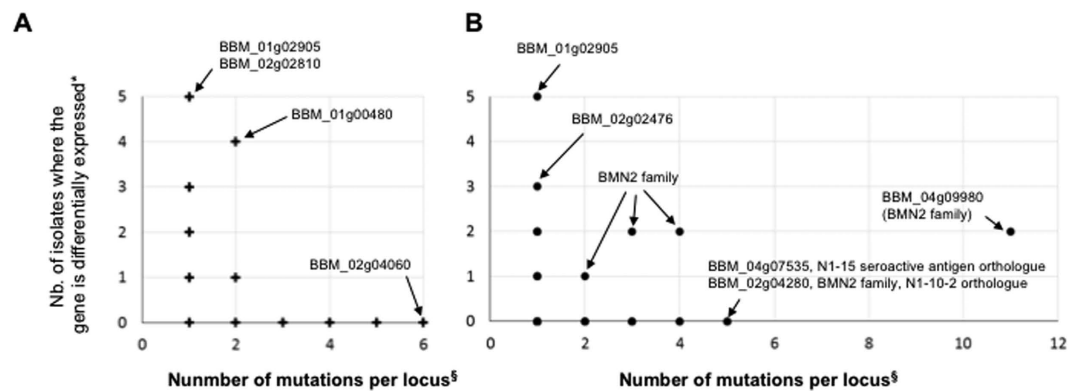 A
BBM_01g02905
BBM_02g02810
BBM_01g00480
BBM_02g04060
Nb. of isolates where the
gene is differentially expressed*
5
4
3
2
1
0
0 2 4 6
Nunmber of mutations per locus§
B
BBM_01g02905
BBM_02g02476
BMN2 family
BBM_04g09980
(BMN2 family)
BBM_04g07535, N1-15 seroactive antigen orthologue
BBM_02g04280, BMN2 family, N1-10-2 orthologue
5
4
3
2
1
0
0 2 4 6 8 10 12
Number of mutations per locus§